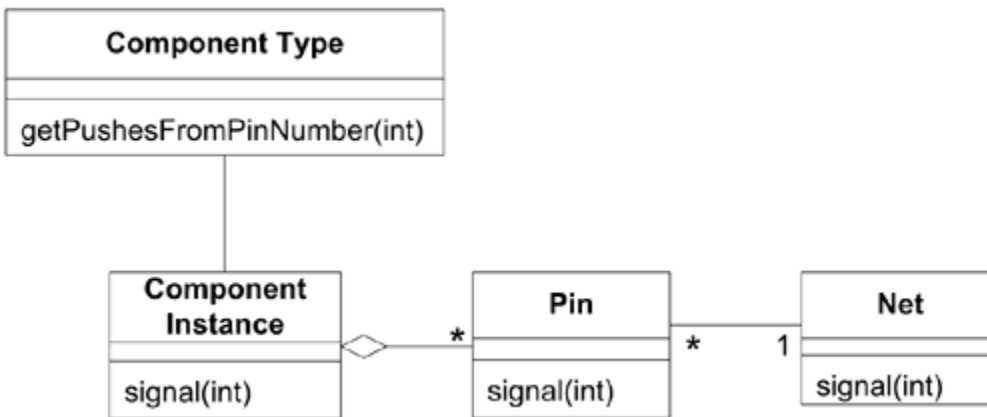 Component Type
getPushesFromPinNumber(int)
Component
Instance
signal(int)
*
Pin
signal(int)
*
1
Net
signal(int)